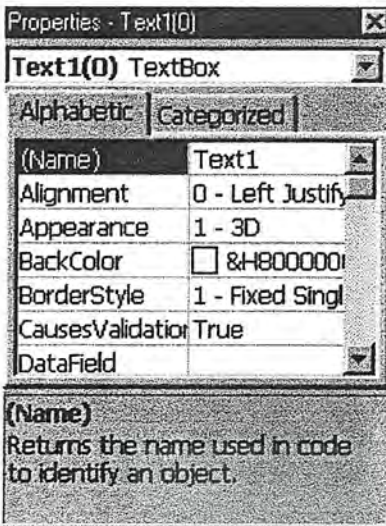 Properties - Text1(0)
Text1(0) TextBox
Alphabetic Categorized
(Name) Text1
Alignment 0 - Left Justify
Appearance 1 - 3D
BackColor &H800000
BorderStyle 1 - Fixed Singl
CausesValidation True
DataField
(Name)
Returns the name used in code
to identify an object.